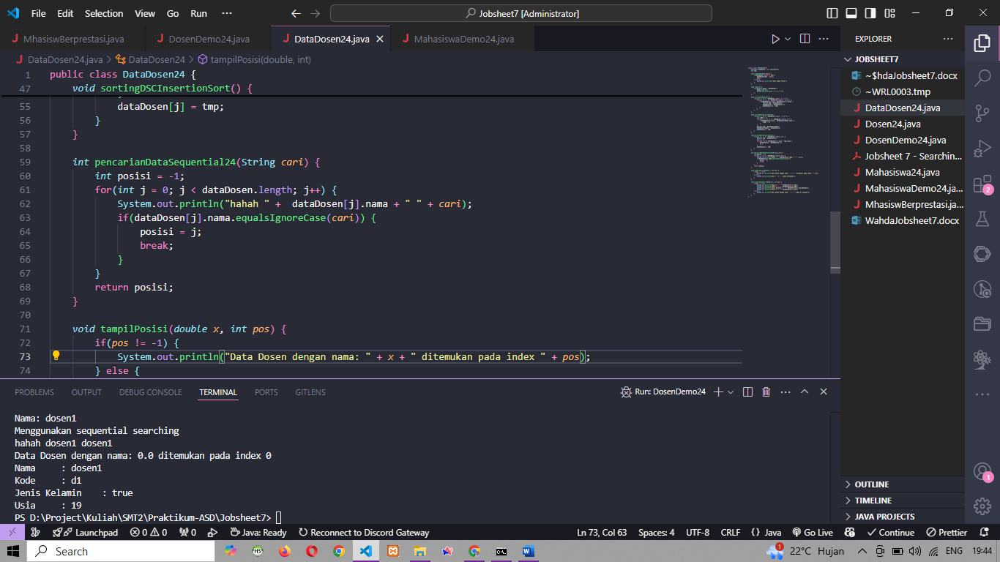 File Edit Selection View Go Run ··· Jobsheet7 [Administrator]
MhasiswBerprestasi.java DosenDemo24.java DataDosen24.java MahasiswaDemo24.java
DataDosen24.java > DataDosen24 > tampilPosisi(double, int)
1 public class DataDosen24 {
47 void sortingDSCInsertionSort() {
55 dataDosen[j] = tmp;
56 }
57 }
58
59 int pencarianDataSequential24(String cari) {
60 int posisi = -1;
61 for(int j = 0; j < dataDosen.length; j++) {
62 System.out.println("hahah " +  dataDosen[j].nama + " " + cari);
63 if(dataDosen[j].nama.equalsIgnoreCase(cari)) {
64 posisi = j;
65 break;
66 }
67 }
68 return posisi;
69 }
70
71 void tampilPosisi(double x, int pos) {
72 if(pos != -1) {
73 System.out.println("Data Dosen dengan nama: " + x + " ditemukan pada index " + pos);
74 } else {
EXPLORER ···
JOBSHEET7
~$hdaJobsheet7.docx
~WRL0003.tmp
DataDosen24.java
Dosen24.java
DosenDemo24.java
Jobsheet 7 - Searchin...
Mahasiswa24.java
MahasiswaDemo24.ja...
MhasiswBerprestasi.ja...
WahdaJobsheet7.docx
OUTLINE
TIMELINE
JAVA PROJECTS
2
1
PROBLEMS OUTPUT DEBUG CONSOLE TERMINAL PORTS GITLENS Run: DosenDemo24
Nama: dosen1
Menggunakan sequential searching
hahah dosen1 dosen1
Data Dosen dengan nama: 0.0 ditemukan pada index 0
Nama : dosen1
Kode : d1
Jenis Kelamin : true
Usia : 19
PS D:\Project\Kuliah\SMT2\Praktikum-ASD\Jobsheet7>
Launchpad 0 0 0 Java: Ready Reconnect to Discord Gateway Ln 73, Col 63 Spaces: 4 UTF-8 CRLF {} Java Go Live Continue Prettier
Search 1 22°C Hujan ENG 19:44